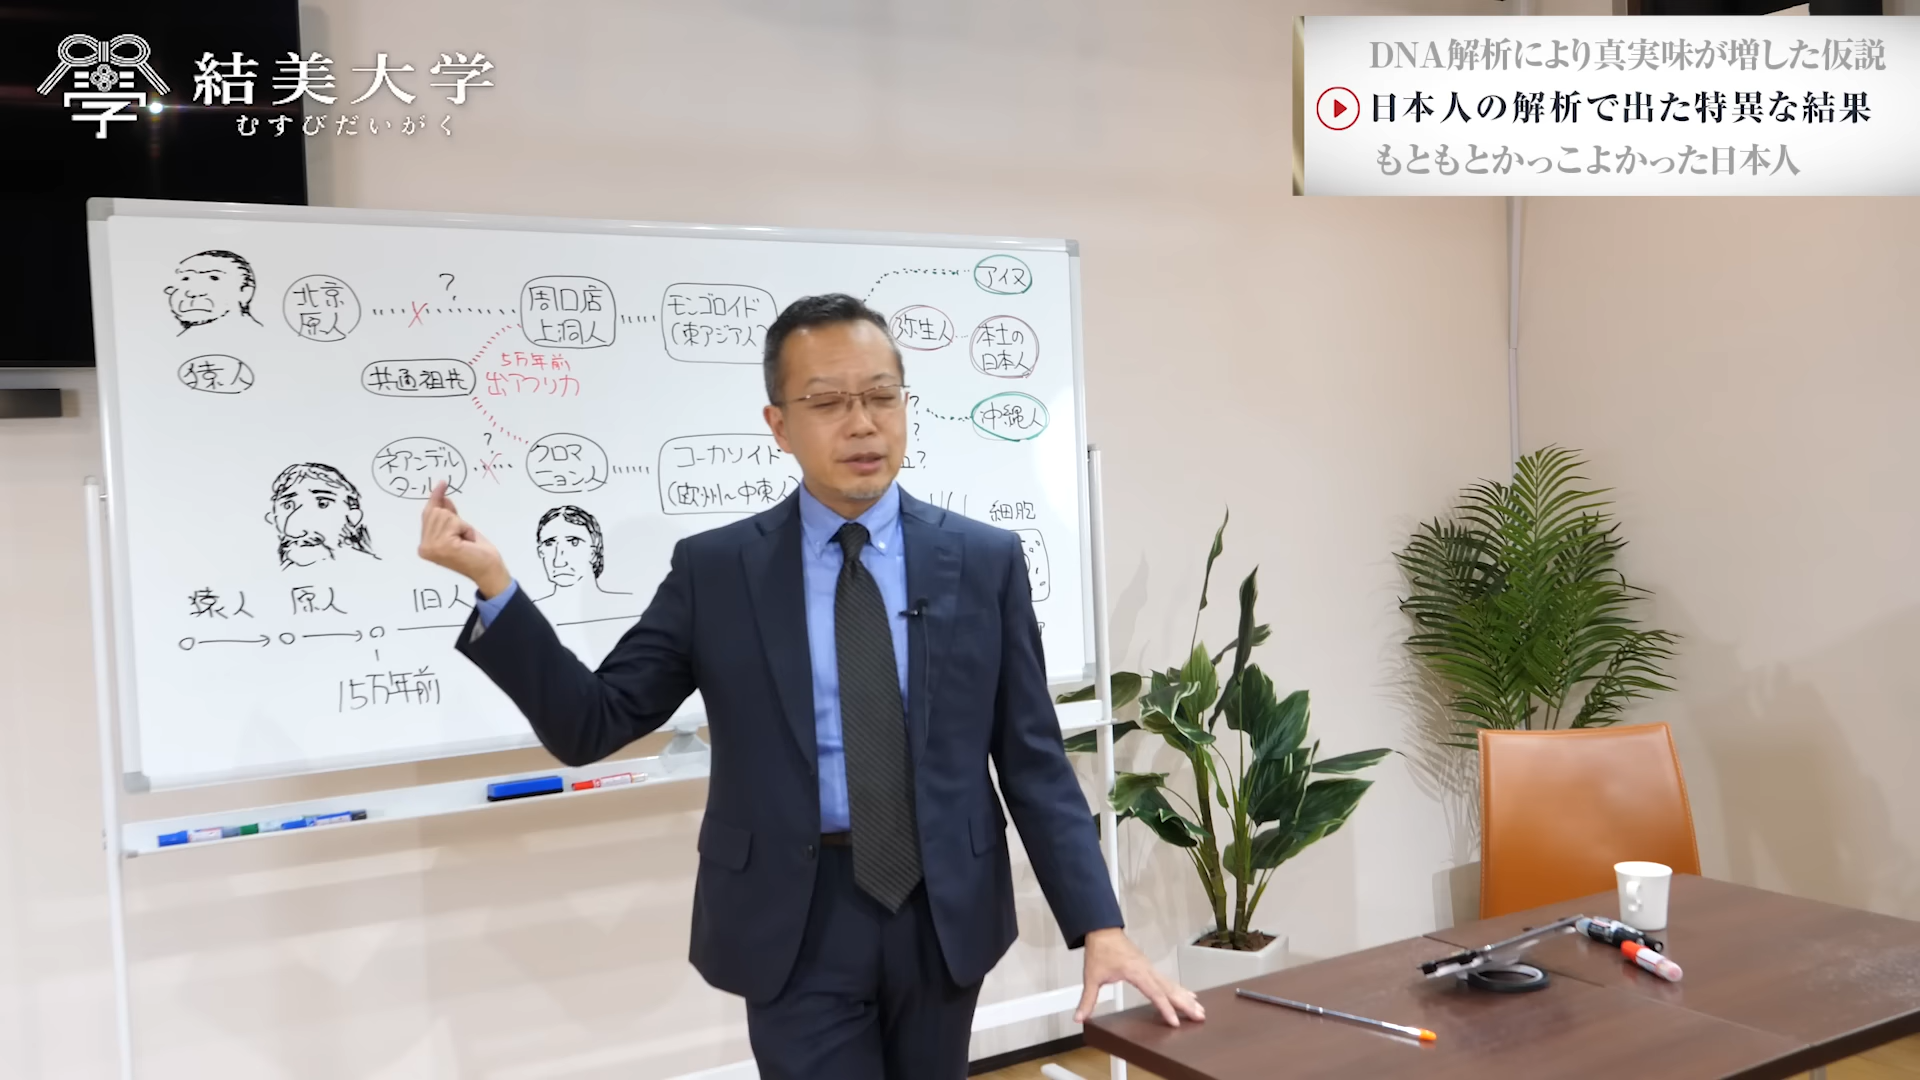 結美大学
むすびだいがく
DNA解析により真実味が増した仮説
日本人の解析で出た特異な結果
もともとかっこよかった日本人
北京
原人
?
周口店
上洞人
モンゴロイド
(東アジア人)
アイヌ
弥生人
本土の
日本人
猿人
共通祖先
5万年前
出アフリカ
沖縄人
?
?
?
ネアンデル
タール人
?
クロマ
ニョン人
コーカソイド
(欧州〜中東人)
細胞
猿人
原人
旧人
15万年前